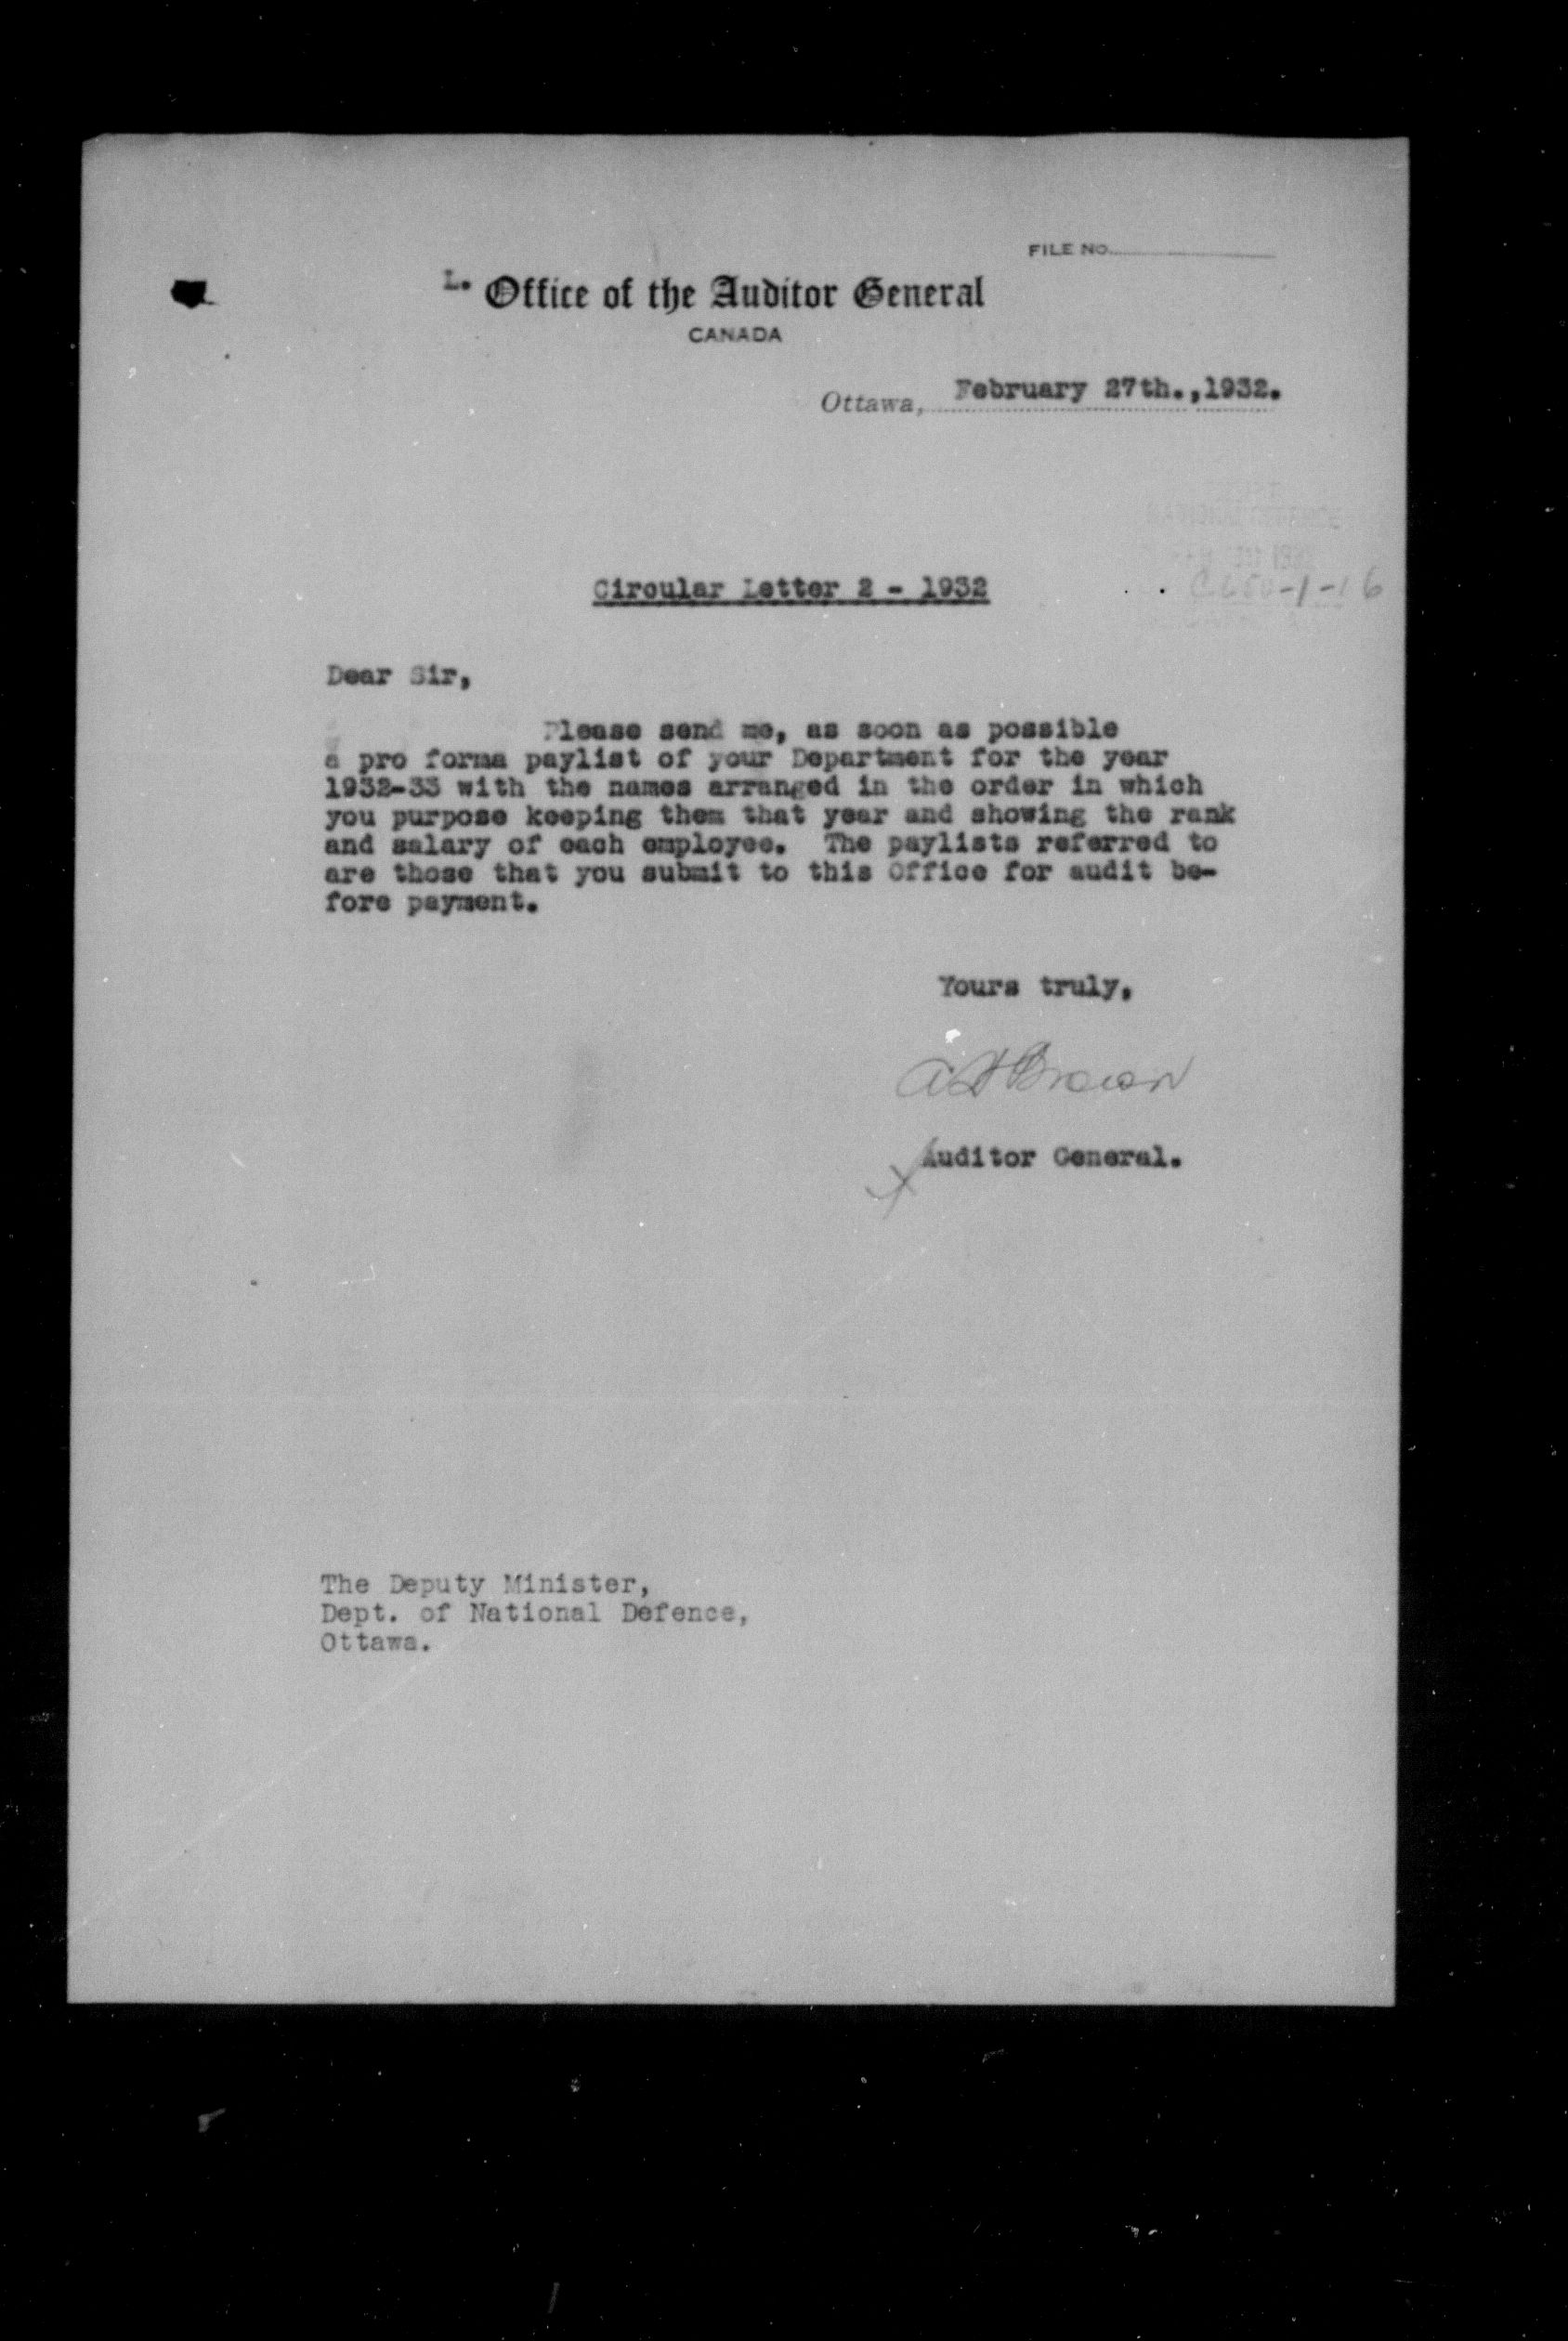 FILE NO.
L. Office of the Auditor General
CANADA
Ottawa, February 27th.,1932.
NATIONAL DEFENCE
Circular Letter 2 - 1932
Dear Sir,
Please send me, as soon as possible
a pro forma paylist of your Department for the year
1932-33 with the names arranged in the order in which
you purpose keeping them that year and showing the rank
and salary of each employee. The paylists referred to
are those that you submit to this Office for audit be-
fore payment.
Yours truly,
Auditor General.
The Deputy Minister,
Dept. of National Defence,
Ottawa.